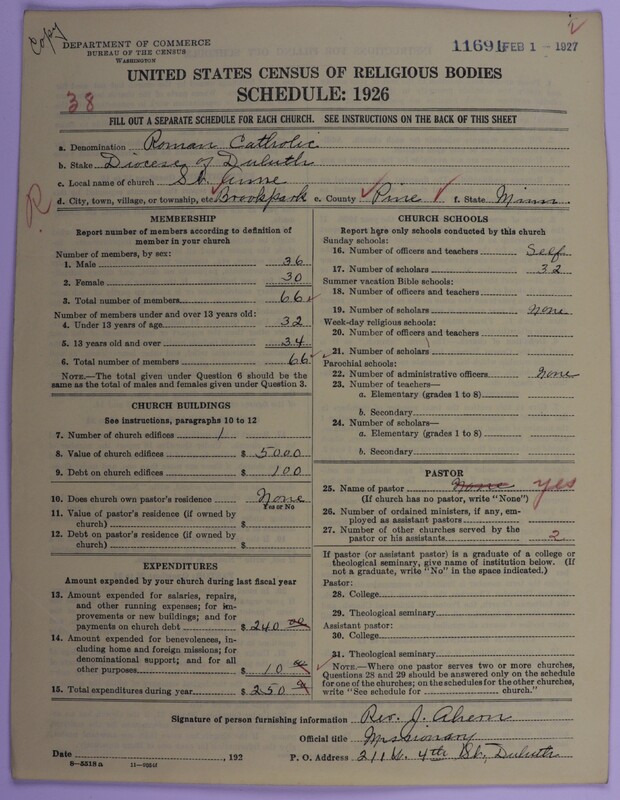 Copy
DEPARTMENT OF COMMERCE
BUREAU OF THE CENSUS
WASHINGTON
11691 FEB 1 - 1927
UNITED STATES CENSUS OF RELIGIOUS BODIES
SCHEDULE: 1926
38
FILL OUT A SEPARATE SCHEDULE FOR EACH CHURCH. SEE INSTRUCTIONS ON THE BACK OF THIS SHEET
a. Denomination Roman Catholic
b. Stake Diocese of Duluth
c. Local name of church St. Anne
R
d. City, town, village, or township, etc. Brookpark e. County Pine f. State Minn.
MEMBERSHIP
Report number of members according to definition of
member in your church
Number of members, by sex:
1. Male 36
2. Female 30
3. Total number of members 66
Number of members under and over 13 years old:
4. Under 13 years of age 32
5. 13 years old and over 34
6. Total number of members 66
NOTE.—The total given under Question 6 should be
same as the total of males and females given under Question 3.
CHURCH BUILDINGS
See instructions, paragraphs 10 to 12
7. Number of church edifices 1
8. Value of church edifices $ 5000
9. Debt on church edifices $ 100
10. Does church own pastor's residence None
Yes or No
11. Value of pastor's residence (if owned by
church) $
12. Debt on pastor's residence (if owned by
church) $
EXPENDITURES
Amount expended by your church during last fiscal year
13. Amount expended for salaries, repairs,
and other running expenses; for im-
provements or new buildings; and for
payments on church debt $ 240 00
14. Amount expended for benevolences, in-
cluding home and foreign missions; for
denominational support; and for all
other purposes $ 10
15. Total expenditures during year $ 250
CHURCH SCHOOLS
Report here only schools conducted by this church
Sunday schools:
16. Number of officers and teachers Self
17. Number of scholars 32
Summer vacation Bible schools:
18. Number of officers and teachers
19. Number of scholars None
Week-day religious schools:
20. Number of officers and teachers
21. Number of scholars
Parochial schools:
22. Number of administrative officers None
23. Number of teachers—
a. Elementary (grades 1 to 8)
b. Secondary
24. Number of scholars—
a. Elementary (grades 1 to 8)
b. Secondary
PASTOR
25. Name of pastor None yes
(If church has no pastor, write "None")
26. Number of ordained ministers, if any, em-
ployed as assistant pastors
27. Number of other churches served by the
pastor or his assistants 2
If pastor (or assistant pastor) is a graduate of a college or
theological seminary, give name of institution below. (If
not a graduate, write "No" in the space indicated.)
Pastor:
28. College
29. Theological seminary
Assistant pastor:
30. College
31. Theological seminary
NOTE.—Where one pastor serves two or more churches,
Questions 28 and 29 should be answered only on the schedule
for one of the churches; on the schedules for the other churches,
write "See schedule for church."
Signature of person furnishing information Rev. J. Ahern
Official title Missionary
Date , 192 P. O. Address 211 W. 4th St, Duluth
8-5518a